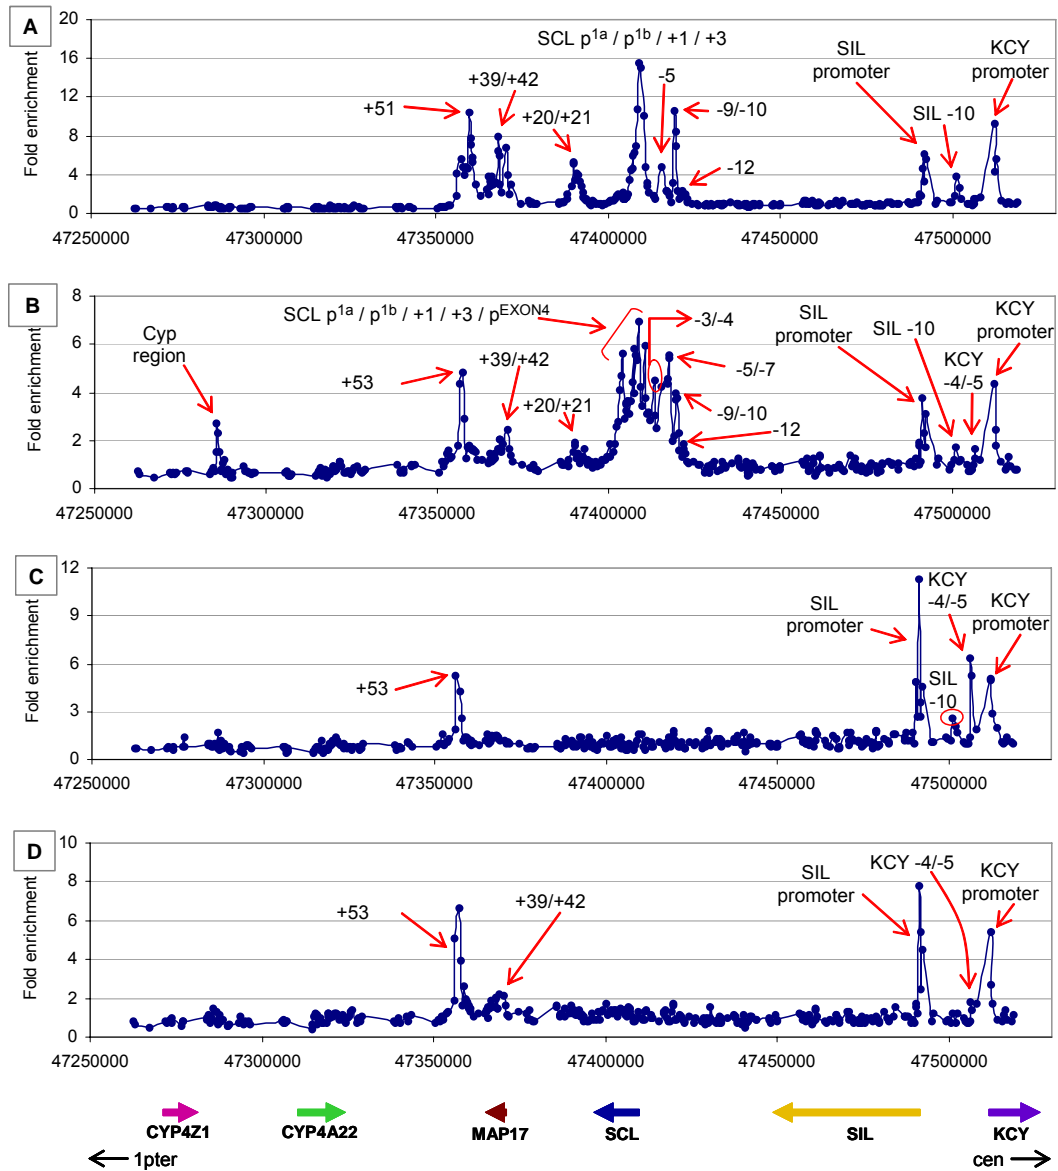 A
Fold enrichment
20
16
12
8
4
0
+51
+39/+42
+20/+21
SCL p1a / p1b / +1 / +3
-5
-9/-10
-12
SIL
promoter
SIL -10
KCY
promoter
47250000 47300000 47350000 47400000 47450000 47500000
B
Fold enrichment
8
6
4
2
0
Cyp
region
SCL p1a / p1b / +1 / +3 / pEXON4
+53
+39/+42
+20/+21
-3/-4
-5/-7
-9/-10
-12
SIL
promoter
SIL -10
KCY
-4/-5
KCY
promoter
47250000 47300000 47350000 47400000 47450000 47500000
C
Fold enrichment
12
9
6
3
0
+53
SIL
promoter
KCY
-4/-5
SIL
-10
KCY
promoter
47250000 47300000 47350000 47400000 47450000 47500000
D
Fold enrichment
10
8
6
4
2
0
+53
+39/+42
SIL
promoter
KCY -4/-5
KCY
promoter
47250000 47300000 47350000 47400000 47450000 47500000
CYP4Z1 CYP4A22 MAP17 SCL SIL KCY
1pter cen